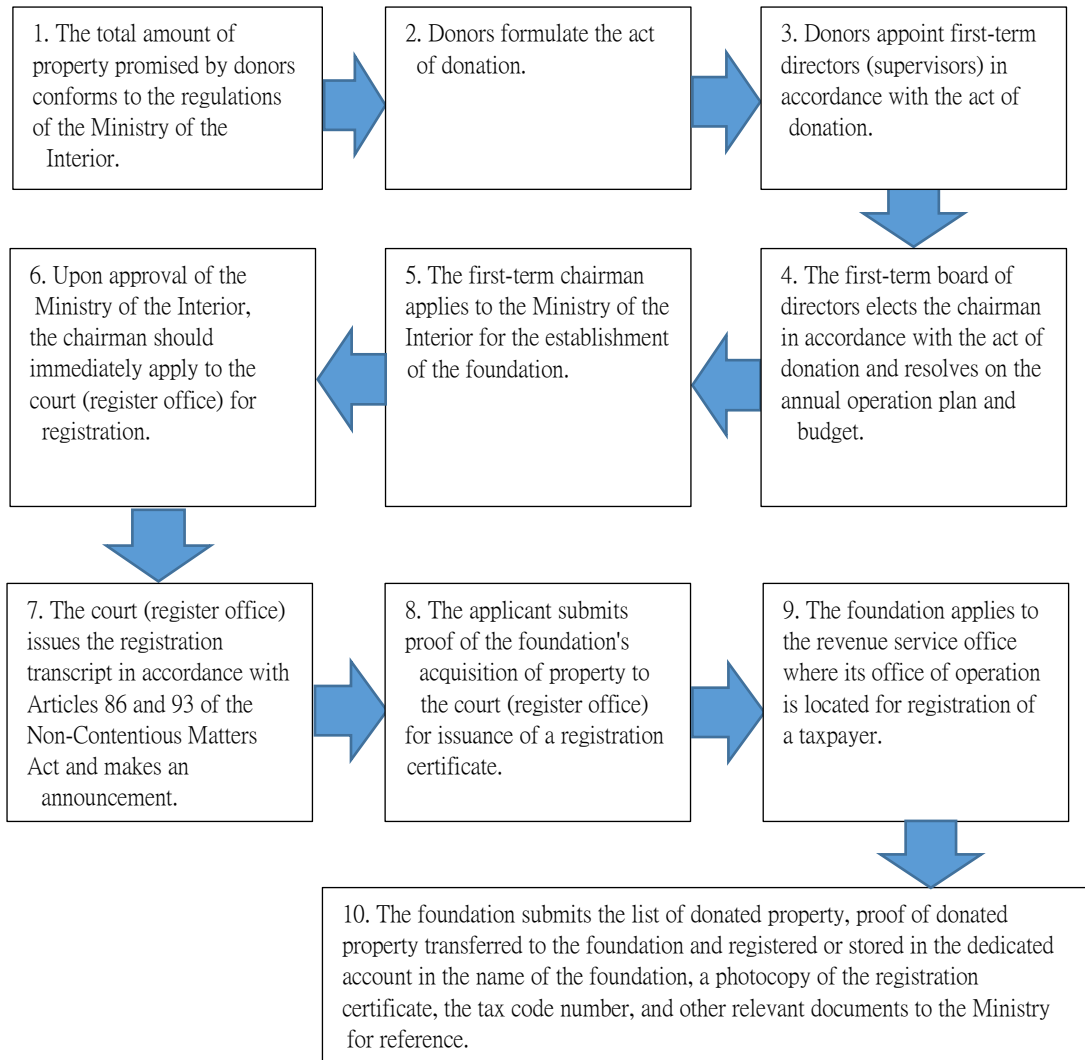 1. The total amount of
property promised by donors
conforms to the regulations
of the Ministry of the
Interior.
2. Donors formulate the act
of donation.
3. Donors appoint first-term
directors (supervisors) in
accordance with the act of
donation.
4. The first-term board of
directors elects the chairman
in accordance with the act of
donation and resolves on the
annual operation plan and
budget.
5. The first-term chairman
applies to the Ministry of the
Interior for the establishment
of the foundation.
6. Upon approval of the
Ministry of the Interior,
the chairman should
immediately apply to the
court (register office) for
registration.
7. The court (register office)
issues the registration
transcript in accordance with
Articles 86 and 93 of the
Non-Contentious Matters
Act and makes an
announcement.
8. The applicant submits
proof of the foundation's
acquisition of property to
the court (register office)
for issuance of a registration
certificate.
9. The foundation applies to
the revenue service office
where its office of operation
is located for registration of
a taxpayer.
10. The foundation submits the list of donated property, proof of donated
property transferred to the foundation and registered or stored in the dedicated
account in the name of the foundation, a photocopy of the registration
certificate, the tax code number, and other relevant documents to the Ministry
for reference.